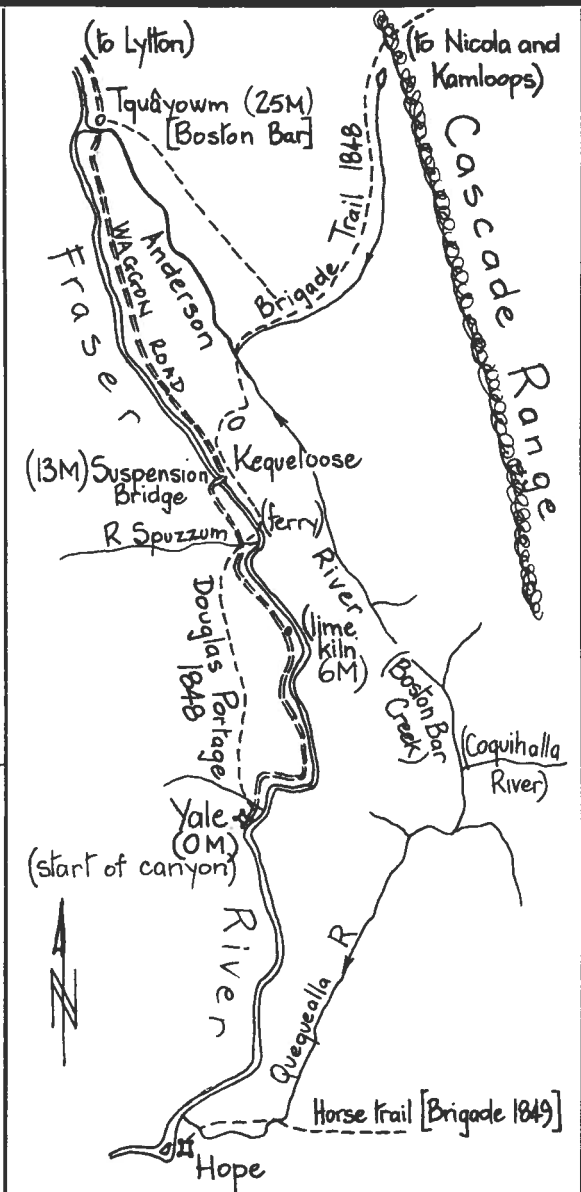 (to Lytton)
(to Nicola and
Kamloops)
Tquâyowm (25M)
[Boston Bar]
Cascade Range
Brigade Trail 1848
Anderson
WAGGON ROAD
Fraser
Kequeloose
(13M) Suspension
Bridge
(ferry)
R Spuzzum
River
(lime
kiln
6M)
Douglas Portage
1848
(Boston Bar
Creek)
(Coquihalla
River)
Yale
(0M)
(start of canyon)
River
N
Quequealla R
Horse trail [Brigade 1849]
Hope